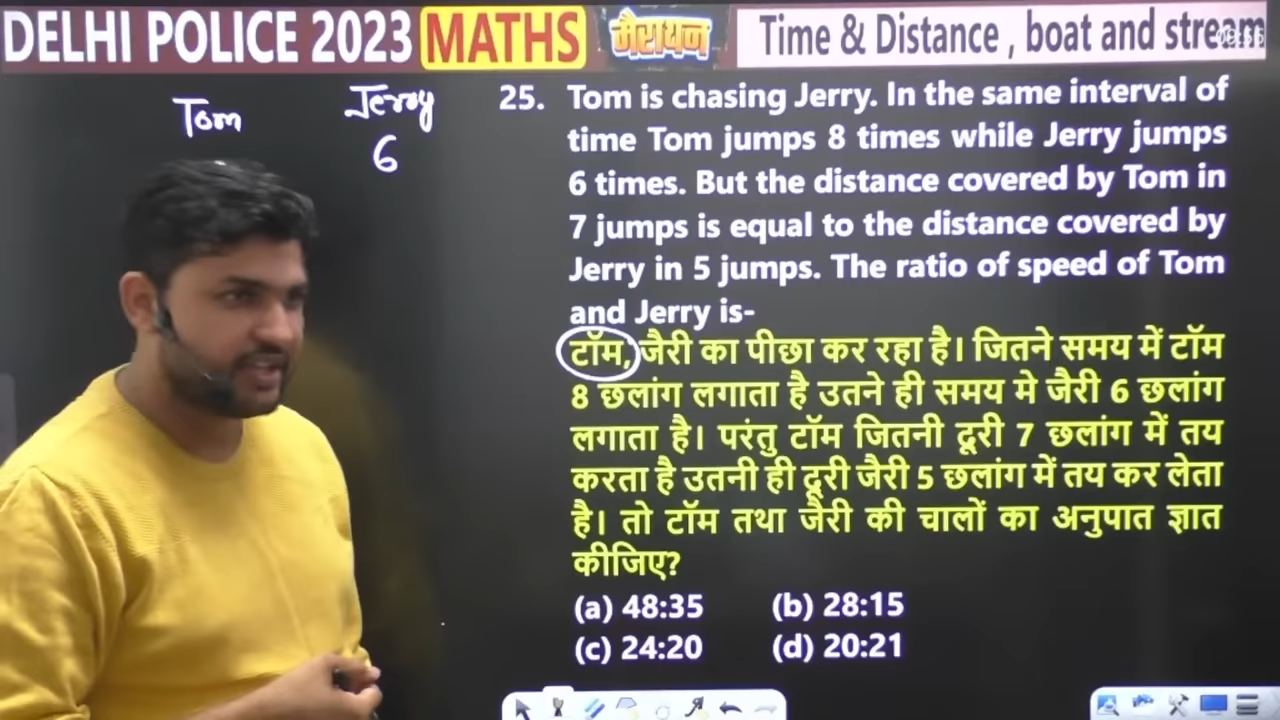 DELHI POLICE 2023 MATHS मैराथन Time & Distance , boat and stream
Tom Jerry
6
25. Tom is chasing Jerry. In the same interval of
time Tom jumps 8 times while Jerry jumps
6 times. But the distance covered by Tom in
7 jumps is equal to the distance covered by
Jerry in 5 jumps. The ratio of speed of Tom
and Jerry is-
टॉम, जैरी का पीछा कर रहा है। जितने समय में टॉम
8 छलांग लगाता है उतने ही समय मे जैरी 6 छलांग
लगाता है। परंतु टॉम जितनी दूरी 7 छलांग में तय
करता है उतनी ही दूरी जैरी 5 छलांग में तय कर लेता
है। तो टॉम तथा जैरी की चालों का अनुपात ज्ञात
कीजिए?
(a) 48:35 (b) 28:15
(c) 24:20 (d) 20:21